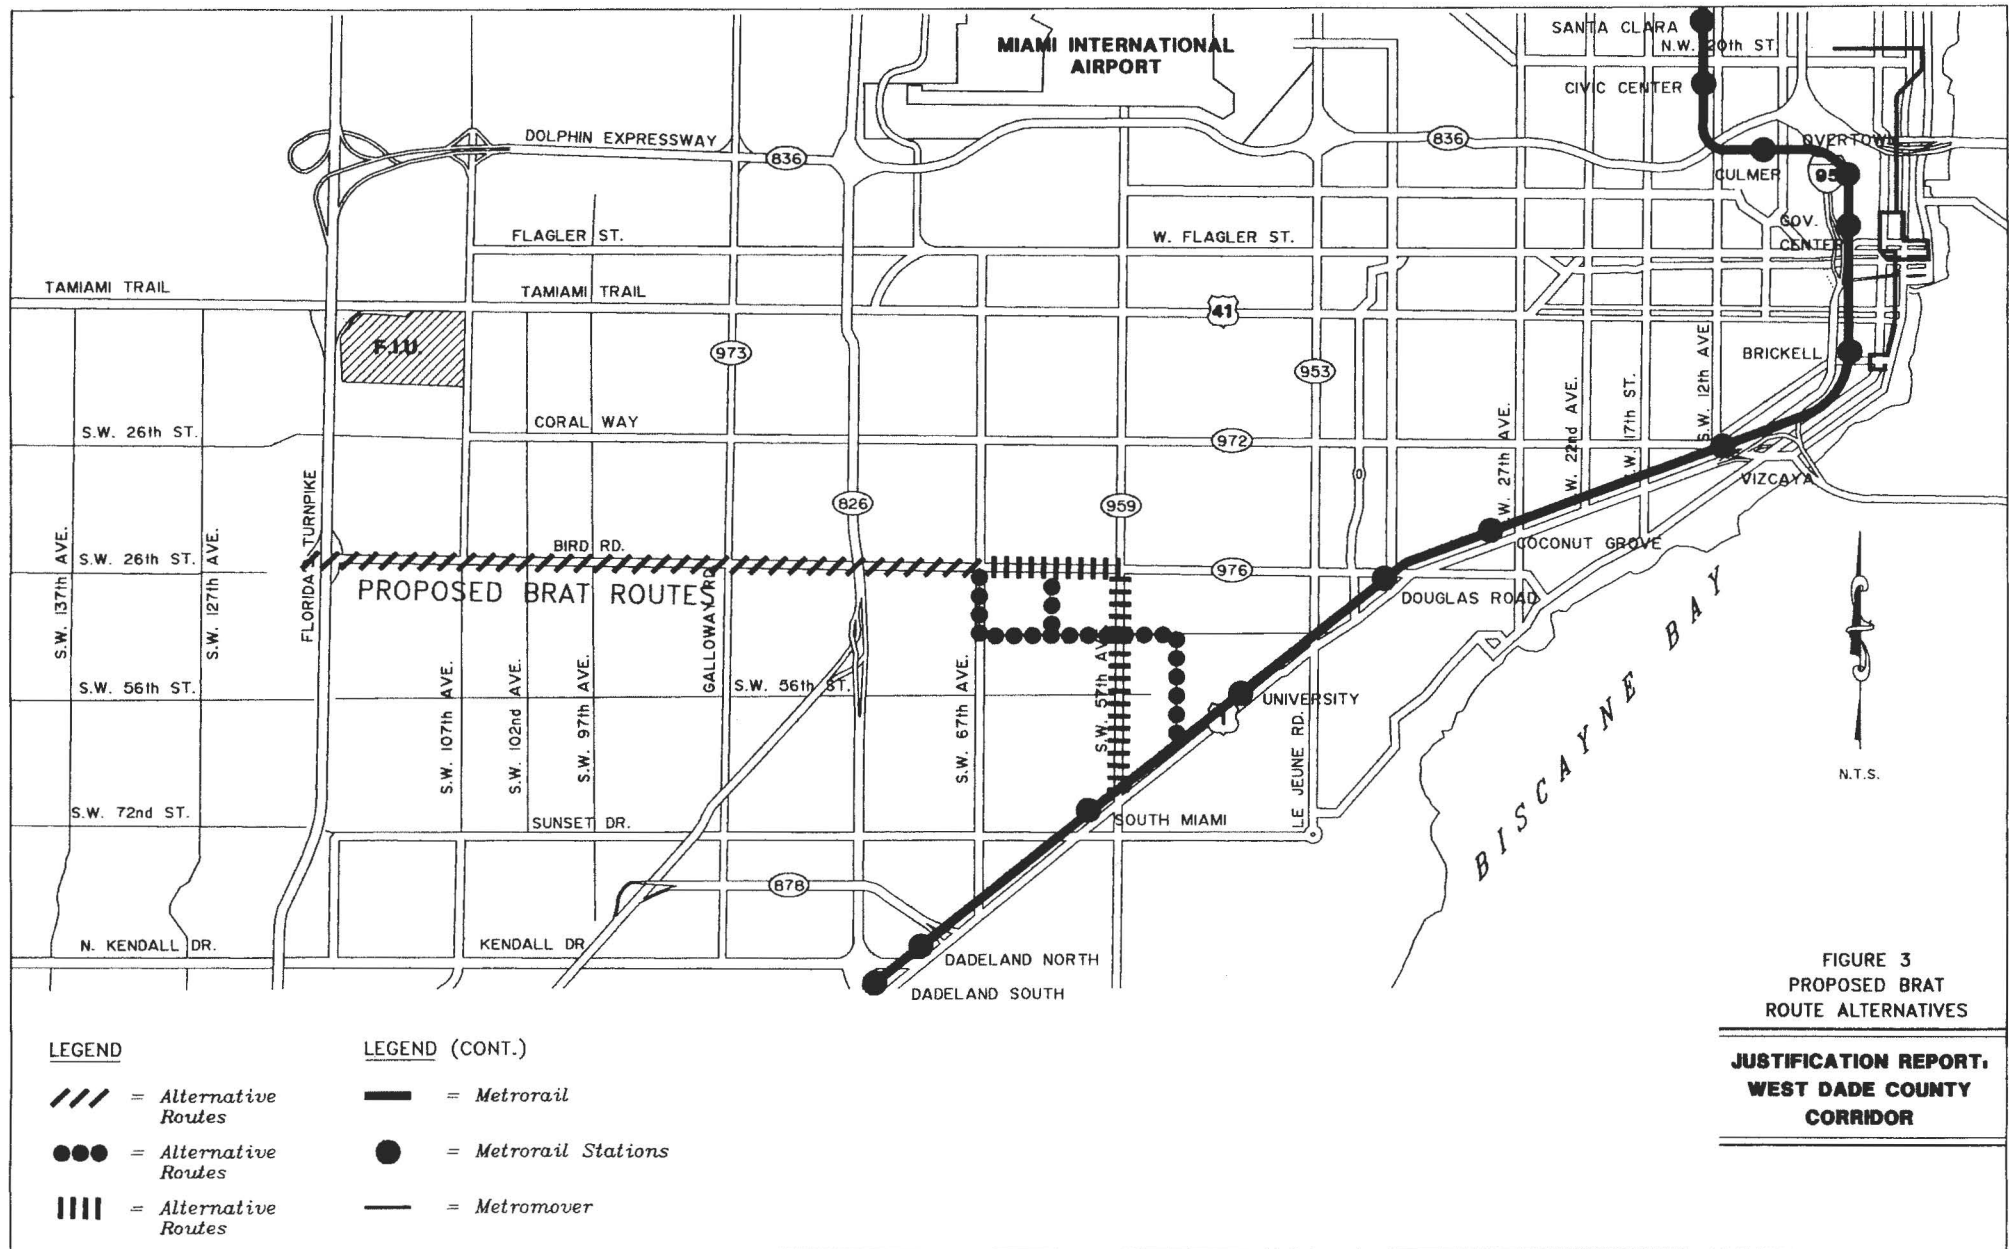 MIAMI INTERNATIONAL
AIRPORT
SANTA CLARA
N.W. 20th ST.
CIVIC CENTER
DOLPHIN EXPRESSWAY
836
836
OVERTOWN
CULMER
95
FLAGLER ST.
W. FLAGLER ST.
GOV.
CENTER
TAMIAMI TRAIL
TAMIAMI TRAIL
41
F.I.U.
973
953
BRICKELL
S.W. 12th AVE.
S.W. 26th ST.
CORAL WAY
972
S.W. 27th AVE.
S.W. 22nd AVE.
S.W. 17th ST.
VIZCAYA
826
959
FLORIDA'S TURNPIKE
S.W. 137th AVE.
S.W. 127th AVE.
S.W. 26th ST.
BIRD RD.
976
COCONUT GROVE
PROPOSED BRAT ROUTES
GALLOWAY RD.
DOUGLAS ROAD
BISCAYNE BAY
S.W. 56th ST.
S.W. 107th AVE.
S.W. 102nd AVE.
S.W. 97th AVE.
S.W. 56th ST.
S.W. 67th AVE.
S.W. 57th AVE.
UNIVERSITY
1
LE JEUNE RD.
N.T.S.
S.W. 72nd ST.
SUNSET DR.
SOUTH MIAMI
878
N. KENDALL DR.
KENDALL DR.
DADELAND NORTH
DADELAND SOUTH
FIGURE 3
PROPOSED BRAT
ROUTE ALTERNATIVES
JUSTIFICATION REPORT:
WEST DADE COUNTY
CORRIDOR
LEGEND
= Alternative
Routes
= Alternative
Routes
= Alternative
Routes
LEGEND (CONT.)
= Metrorail
= Metrorail Stations
= Metromover